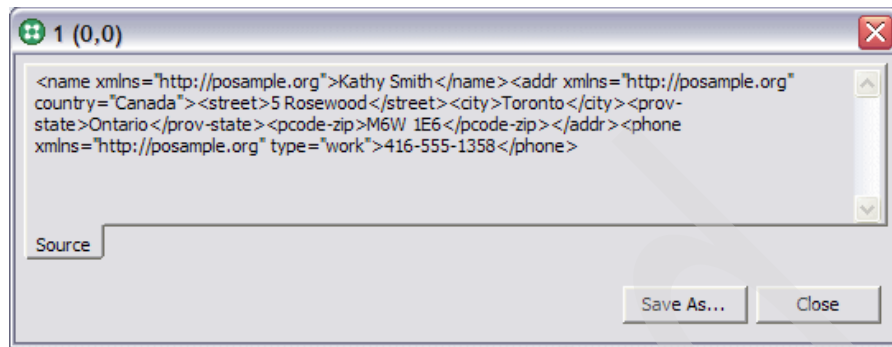 1 (0,0)
<name xmlns="http://posample.org">Kathy Smith</name><addr xmlns="http://posample.org"
country="Canada"><street>5 Rosewood</street><city>Toronto</city><prov-
state>Ontario</prov-state><pcode-zip>M6W 1E6</pcode-zip></addr><phone
xmlns="http://posample.org" type="work">416-555-1358</phone>
Source
Save As... Close